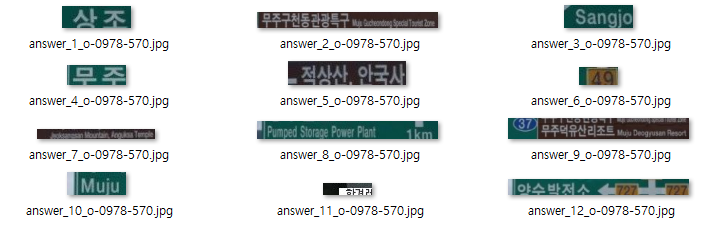 상조
무주구천동관광특구 Muju Gucheondong Special Tourist Zone
Sangjo
answer_1_o-0978-570.jpg
answer_2_o-0978-570.jpg
answer_3_o-0978-570.jpg
무주
적상산, 안국사
49
answer_4_o-0978-570.jpg
answer_5_o-0978-570.jpg
answer_6_o-0978-570.jpg
Jeoksangsan Mountain, Anguksa Temple
Pumped Storage Power Plant 1km
37 무주덕유산리조트 Muju Deogyusan Resort
answer_7_o-0978-570.jpg
answer_8_o-0978-570.jpg
answer_9_o-0978-570.jpg
Muju
한겨레
양수발전소 727 727
answer_10_o-0978-570.jpg
answer_11_o-0978-570.jpg
answer_12_o-0978-570.jpg